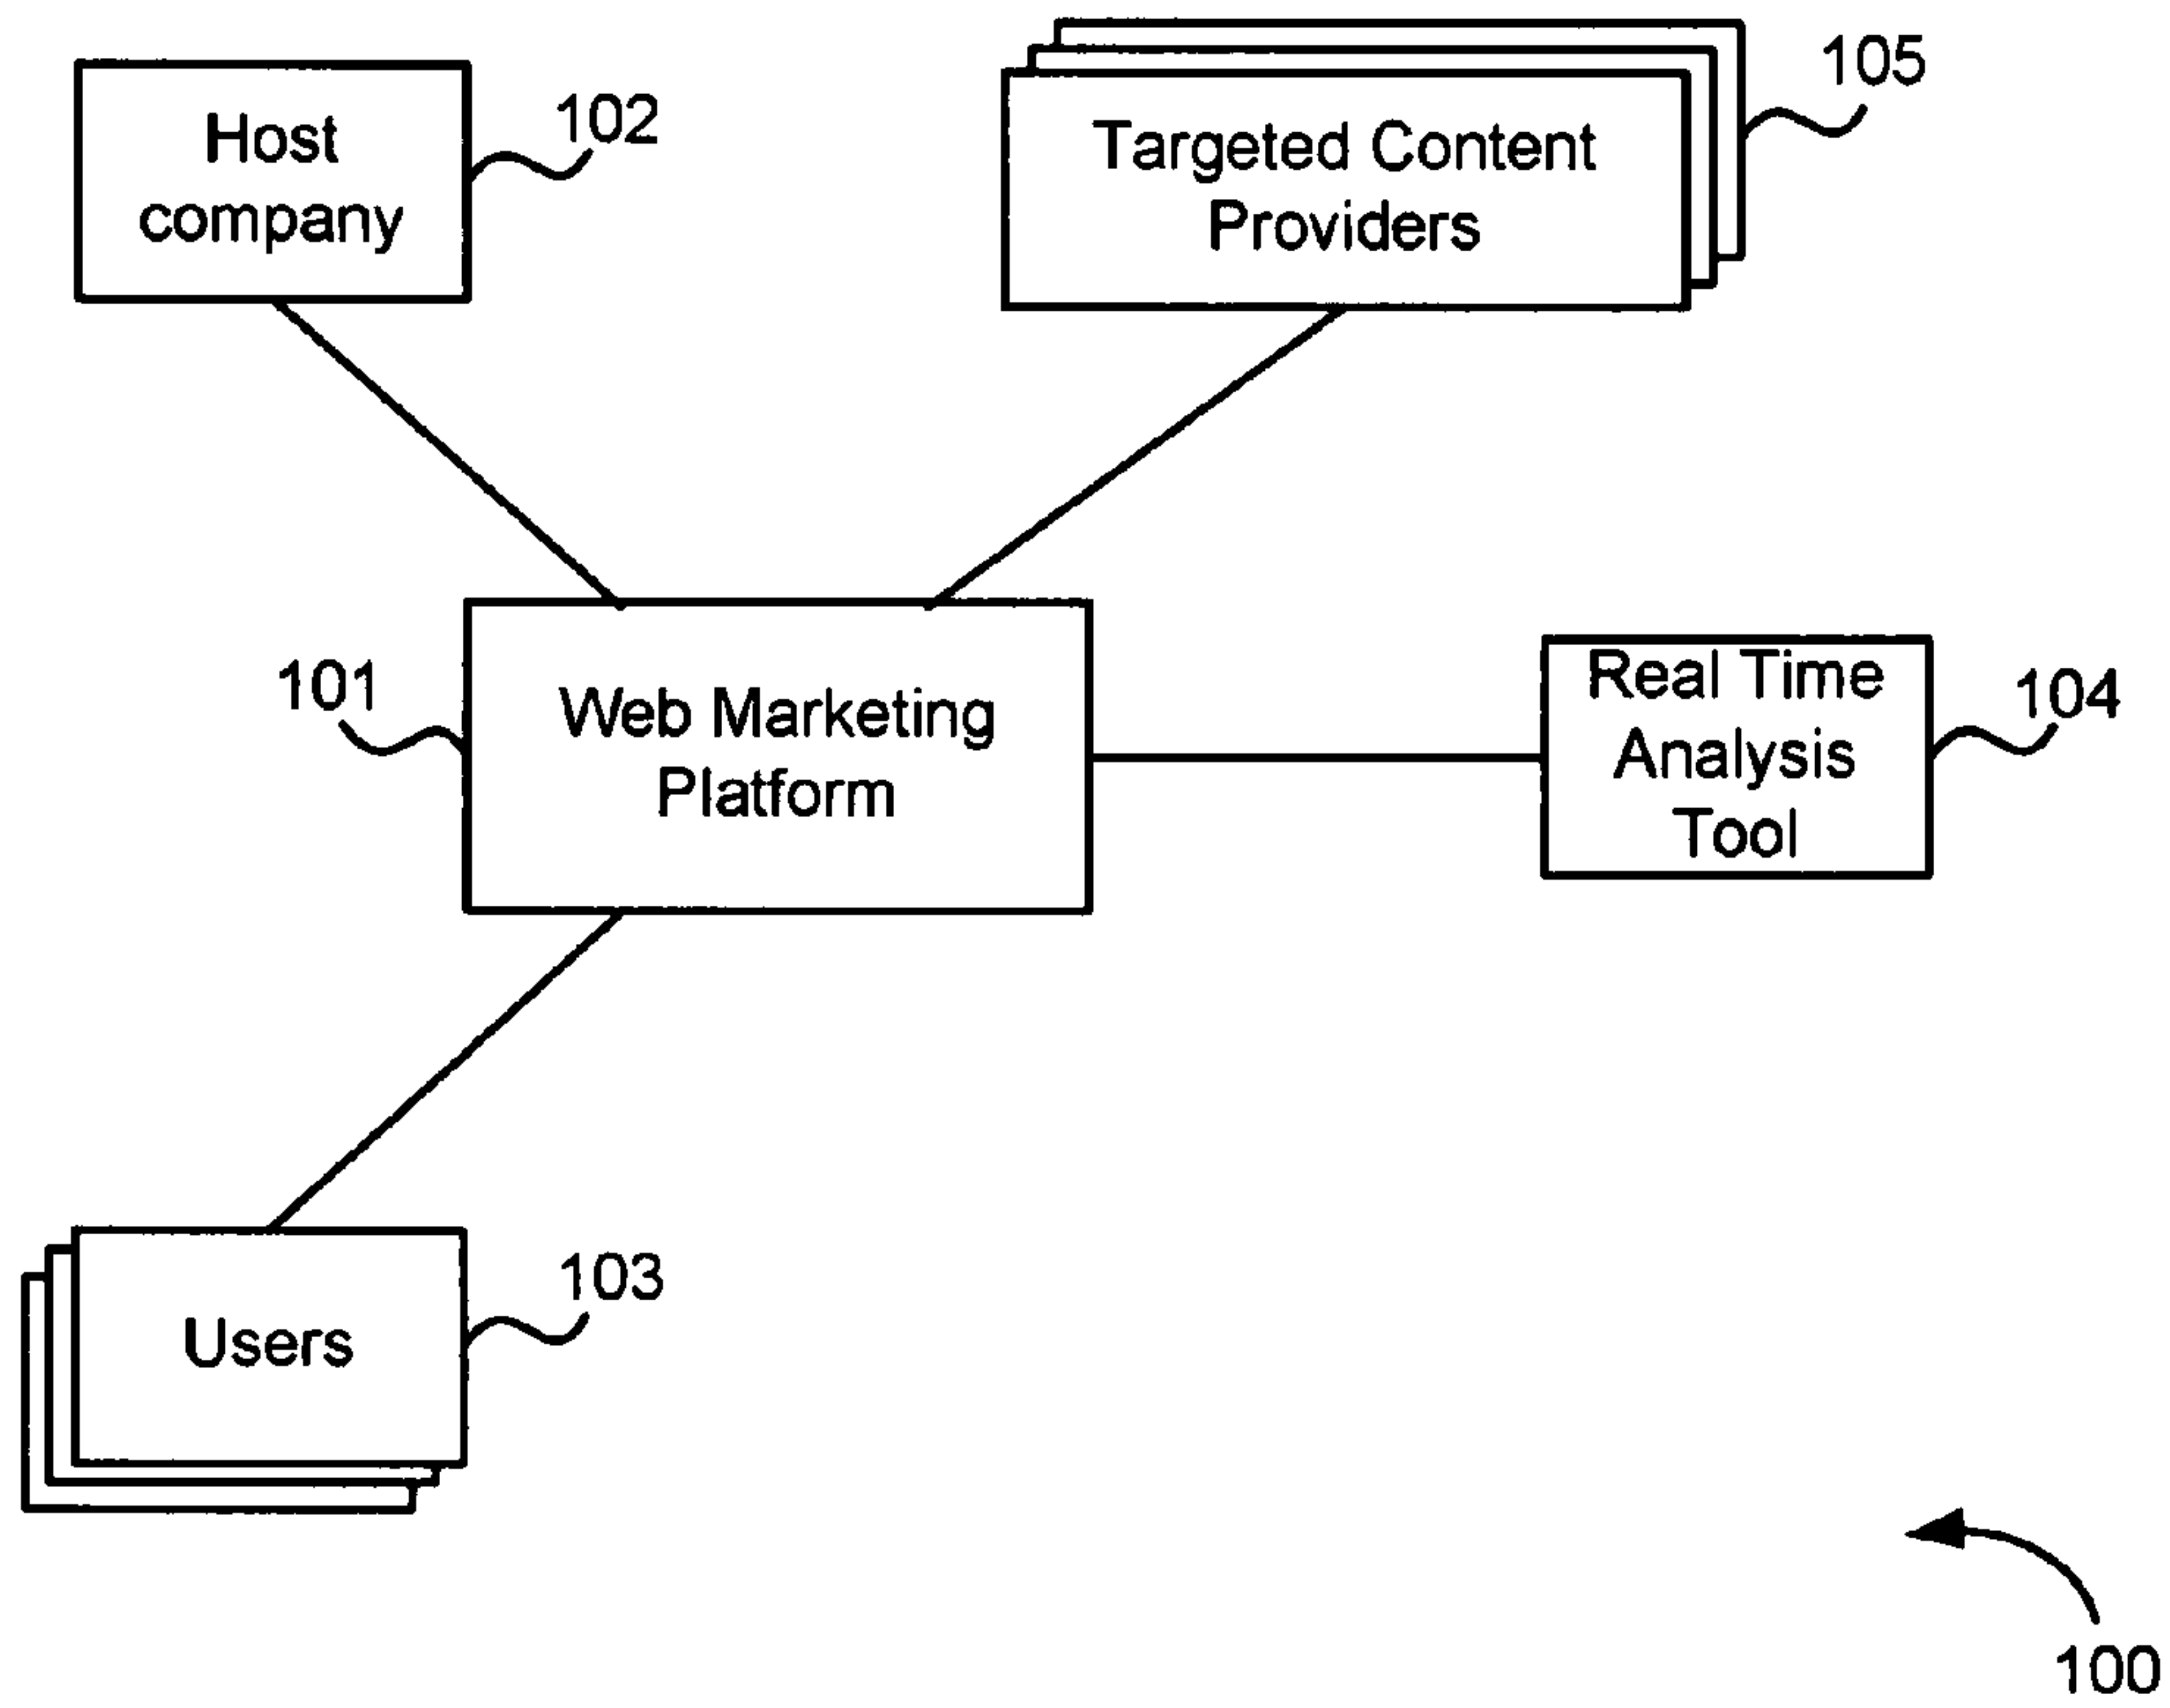 Host
company
102
Targeted Content
Providers
105
101
Web Marketing
Platform
Real Time
Analysis
Tool
104
Users
103
100